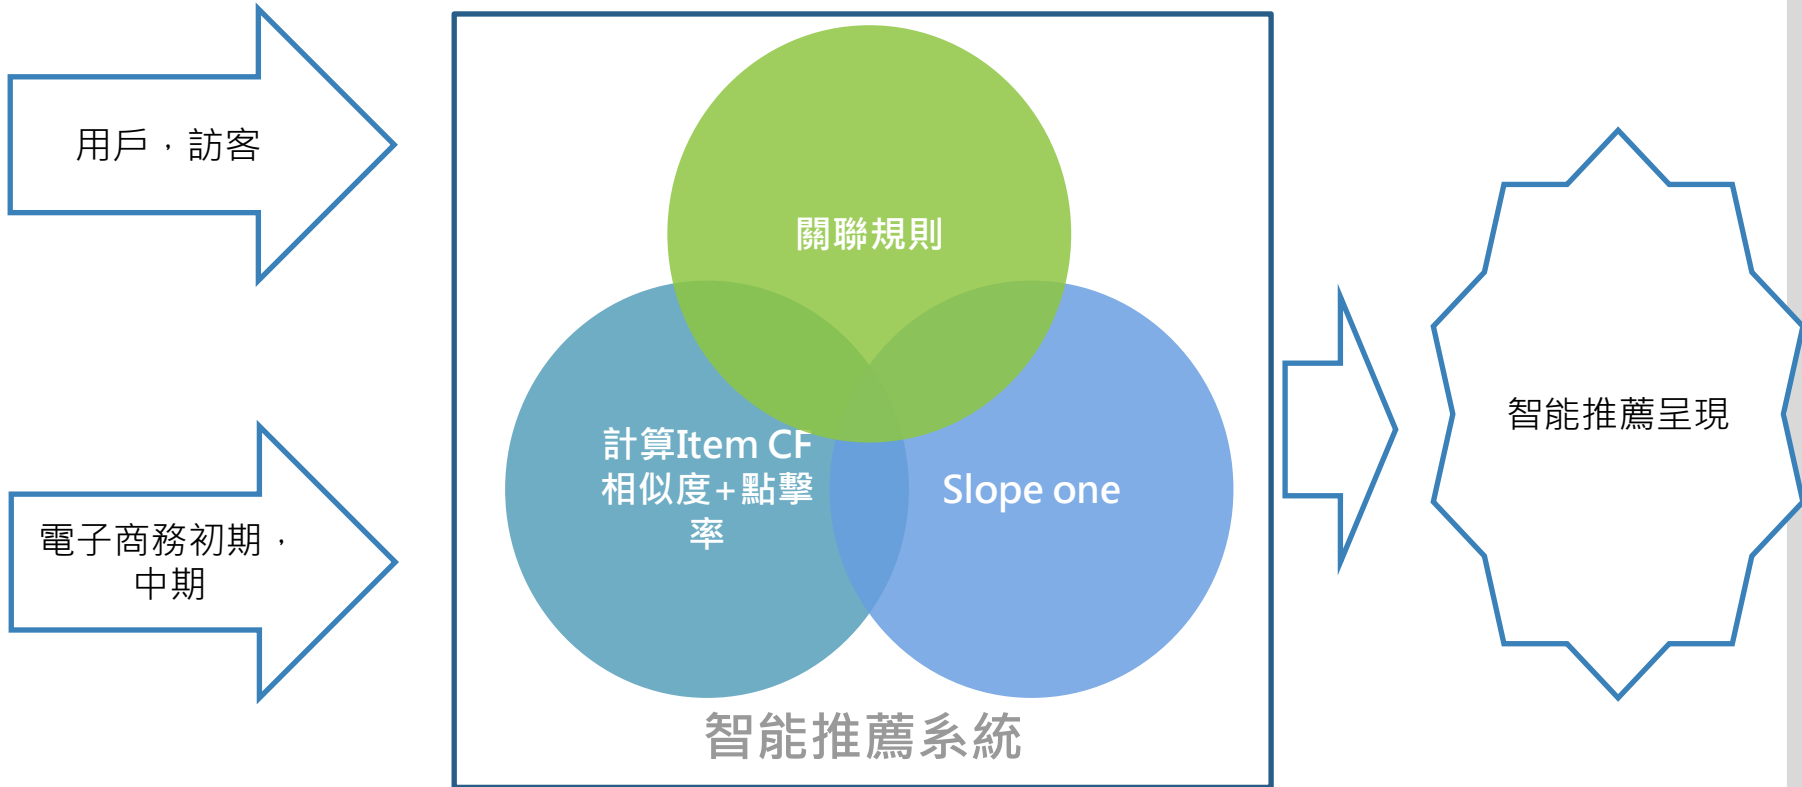 用戶，訪客
關聯規則
計算Item CF
相似度+點擊
率
Slope one
智能推薦系統
電子商務初期，
中期
智能推薦呈現